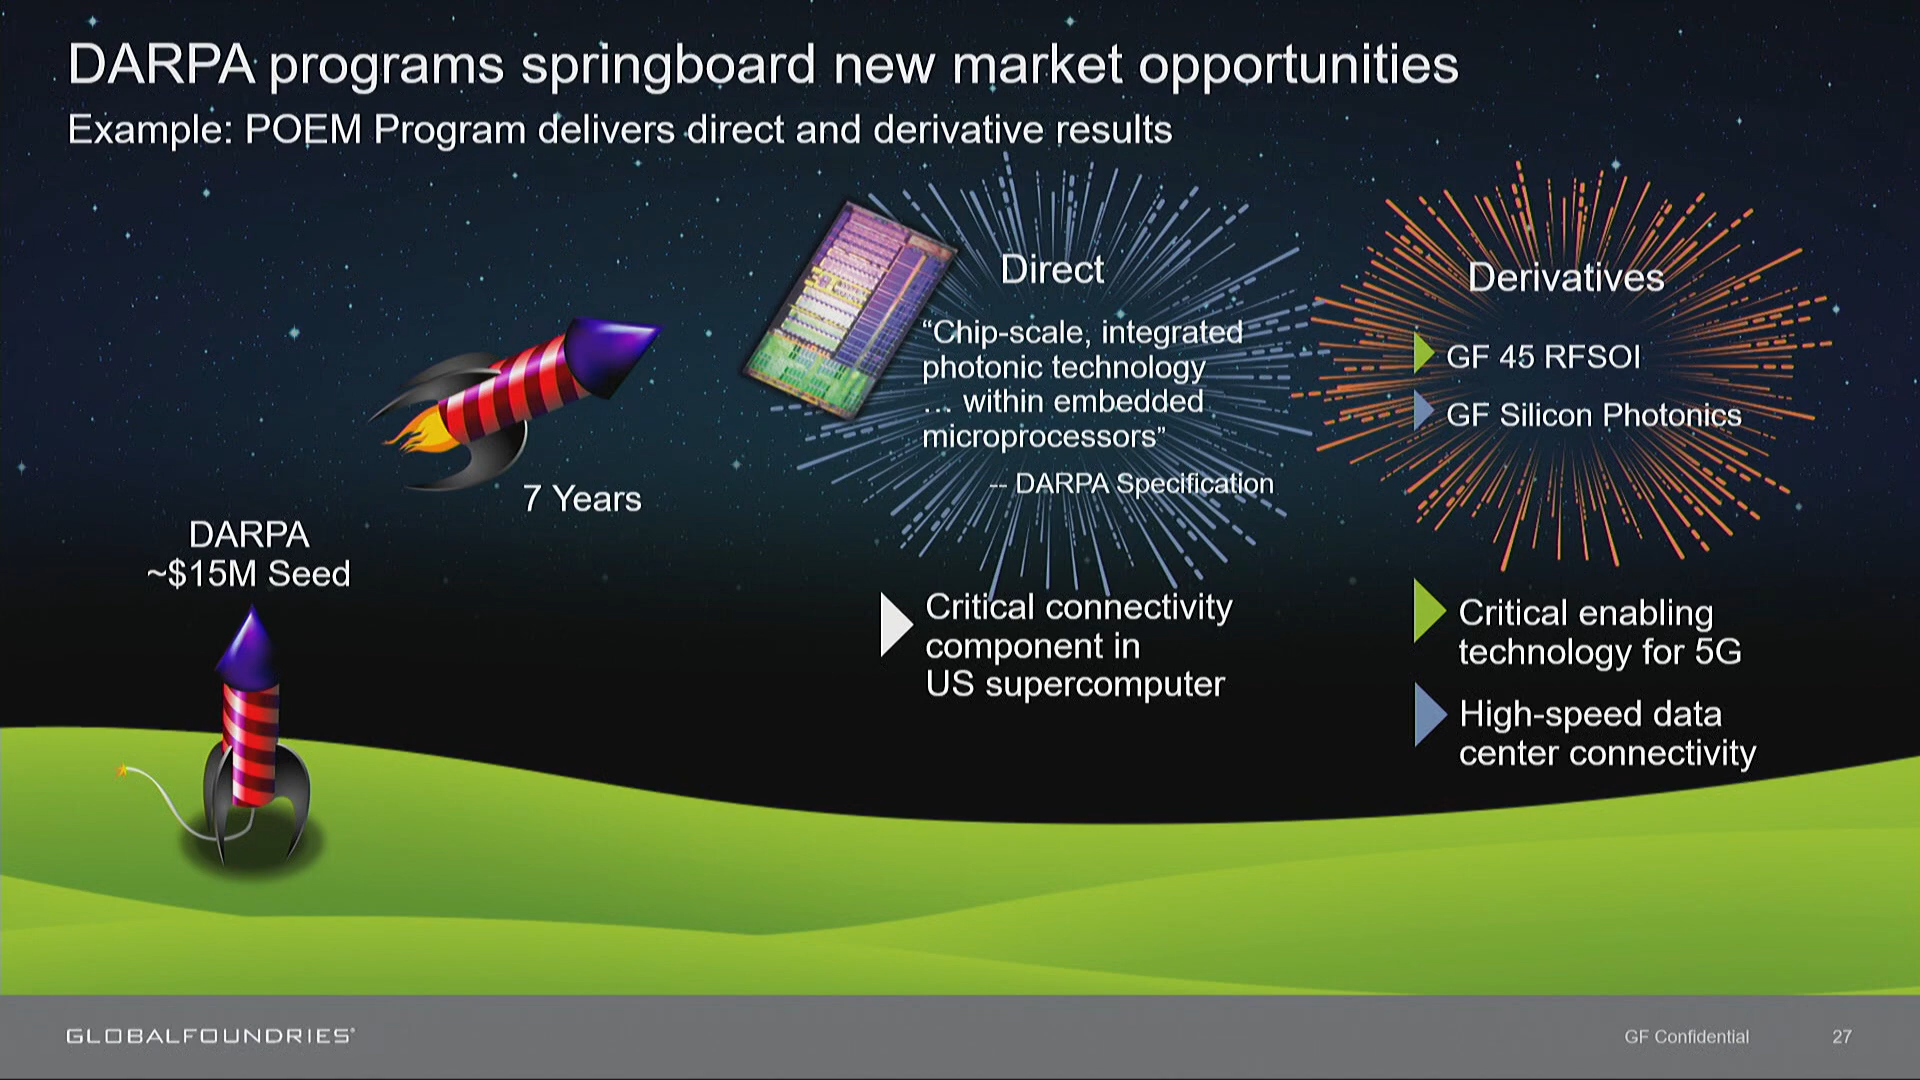 DARPA programs springboard new market opportunities
Example: POEM Program delivers direct and derivative results
DARPA
~$15M Seed
7 Years
Direct
“Chip-scale, integrated
photonic technology
… within embedded
microprocessors”
-- DARPA Specification
Critical connectivity
component in
US supercomputer
Derivatives
GF 45 RFSOI
GF Silicon Photonics
Critical enabling
technology for 5G
High-speed data
center connectivity
GLOBALFOUNDRIES®
GF Confidential
27